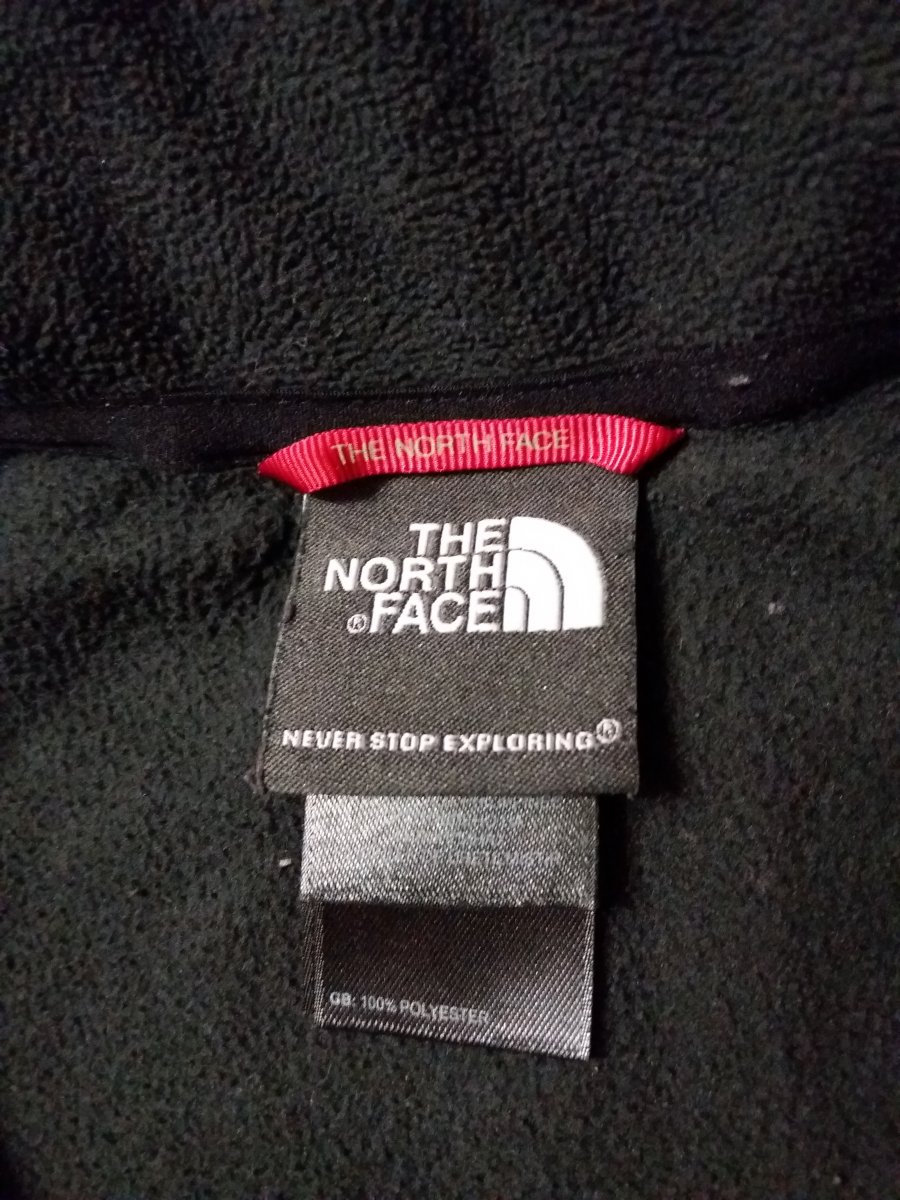 THE NORTH FACE
THE
NORTH
®FACE
NEVER STOP EXPLORING®
GB: 100% POLYESTER